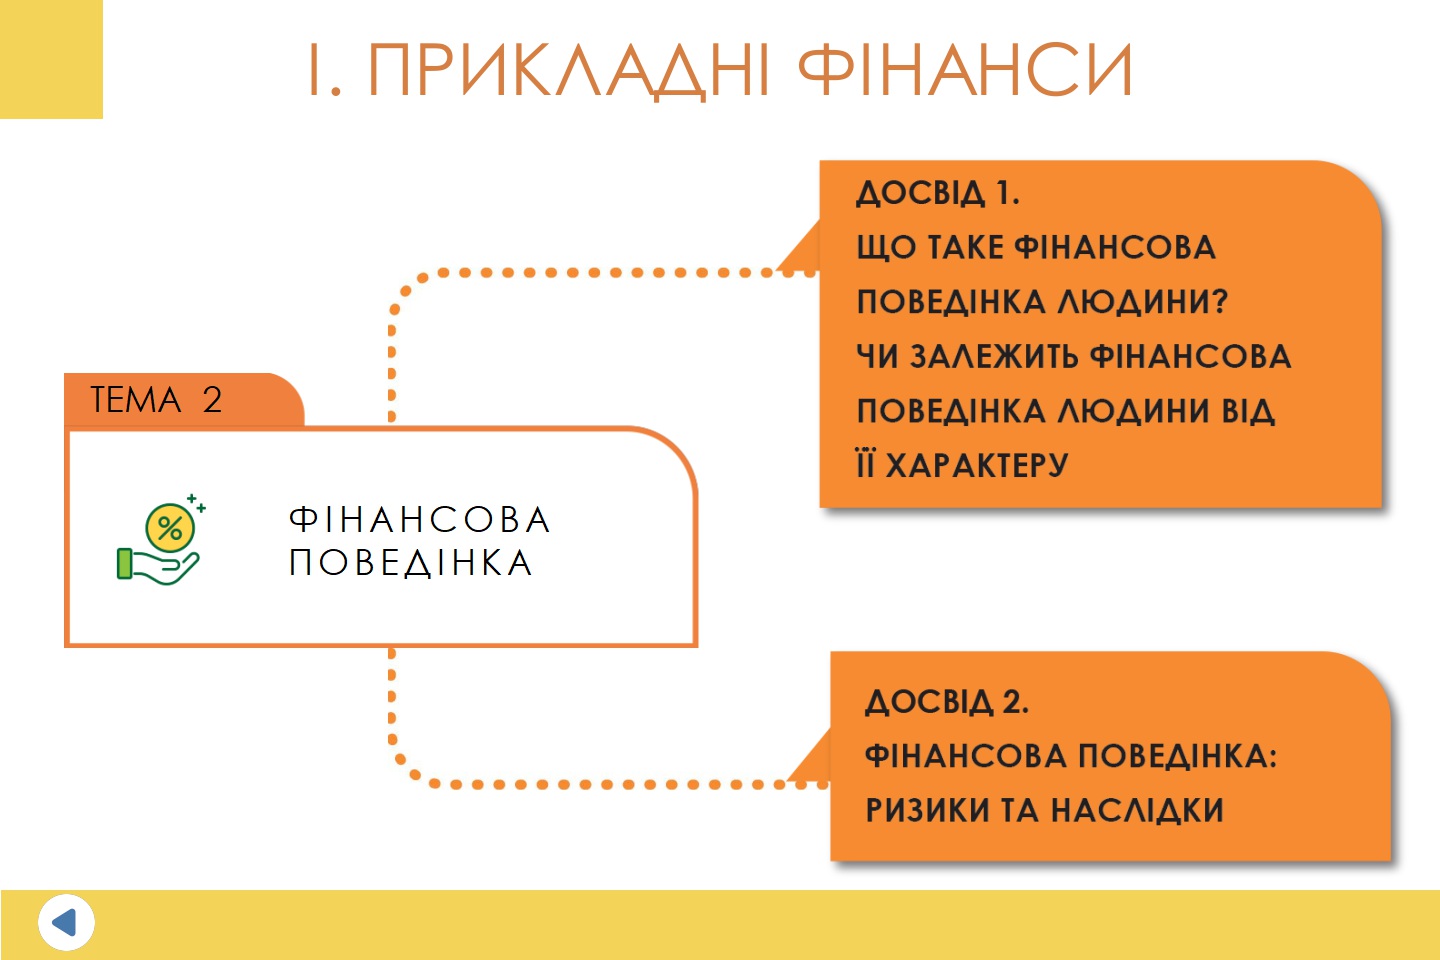 І. ПРИКЛАДНІ ФІНАНСИ
ТЕМА 2
ФІНАНСОВА
ПОВЕДІНКА
ДОСВІД 1.
ЩО ТАКЕ ФІНАНСОВА
ПОВЕДІНКА ЛЮДИНИ?
ЧИ ЗАЛЕЖИТЬ ФІНАНСОВА
ПОВЕДІНКА ЛЮДИНИ ВІД
ЇЇ ХАРАКТЕРУ
ДОСВІД 2.
ФІНАНСОВА ПОВЕДІНКА:
РИЗИКИ ТА НАСЛІДКИ